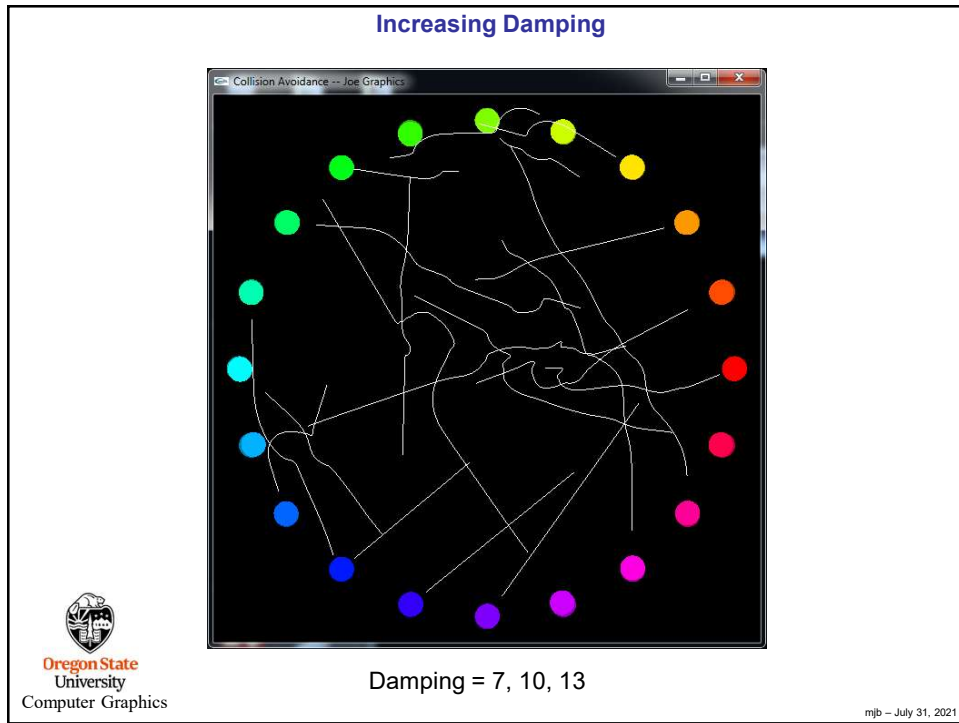 Increasing Damping
Collision Avoidance -- Joe Graphics
Oregon State
University
Computer Graphics
Damping = 7, 10, 13
mjb – July 31, 2021